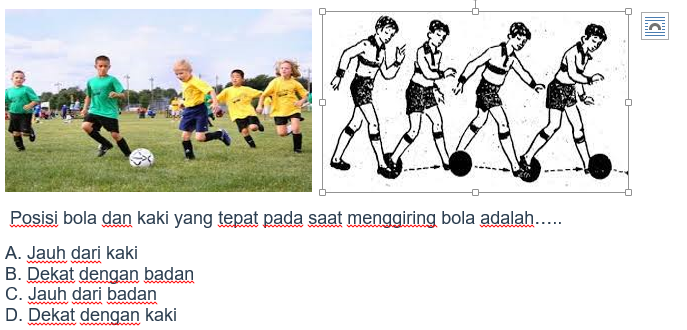 Posisi bola dan kaki yang tepat pada saat menggiring bola adalah…..
A. Jauh dari kaki
B. Dekat dengan badan
C. Jauh dari badan
D. Dekat dengan kaki